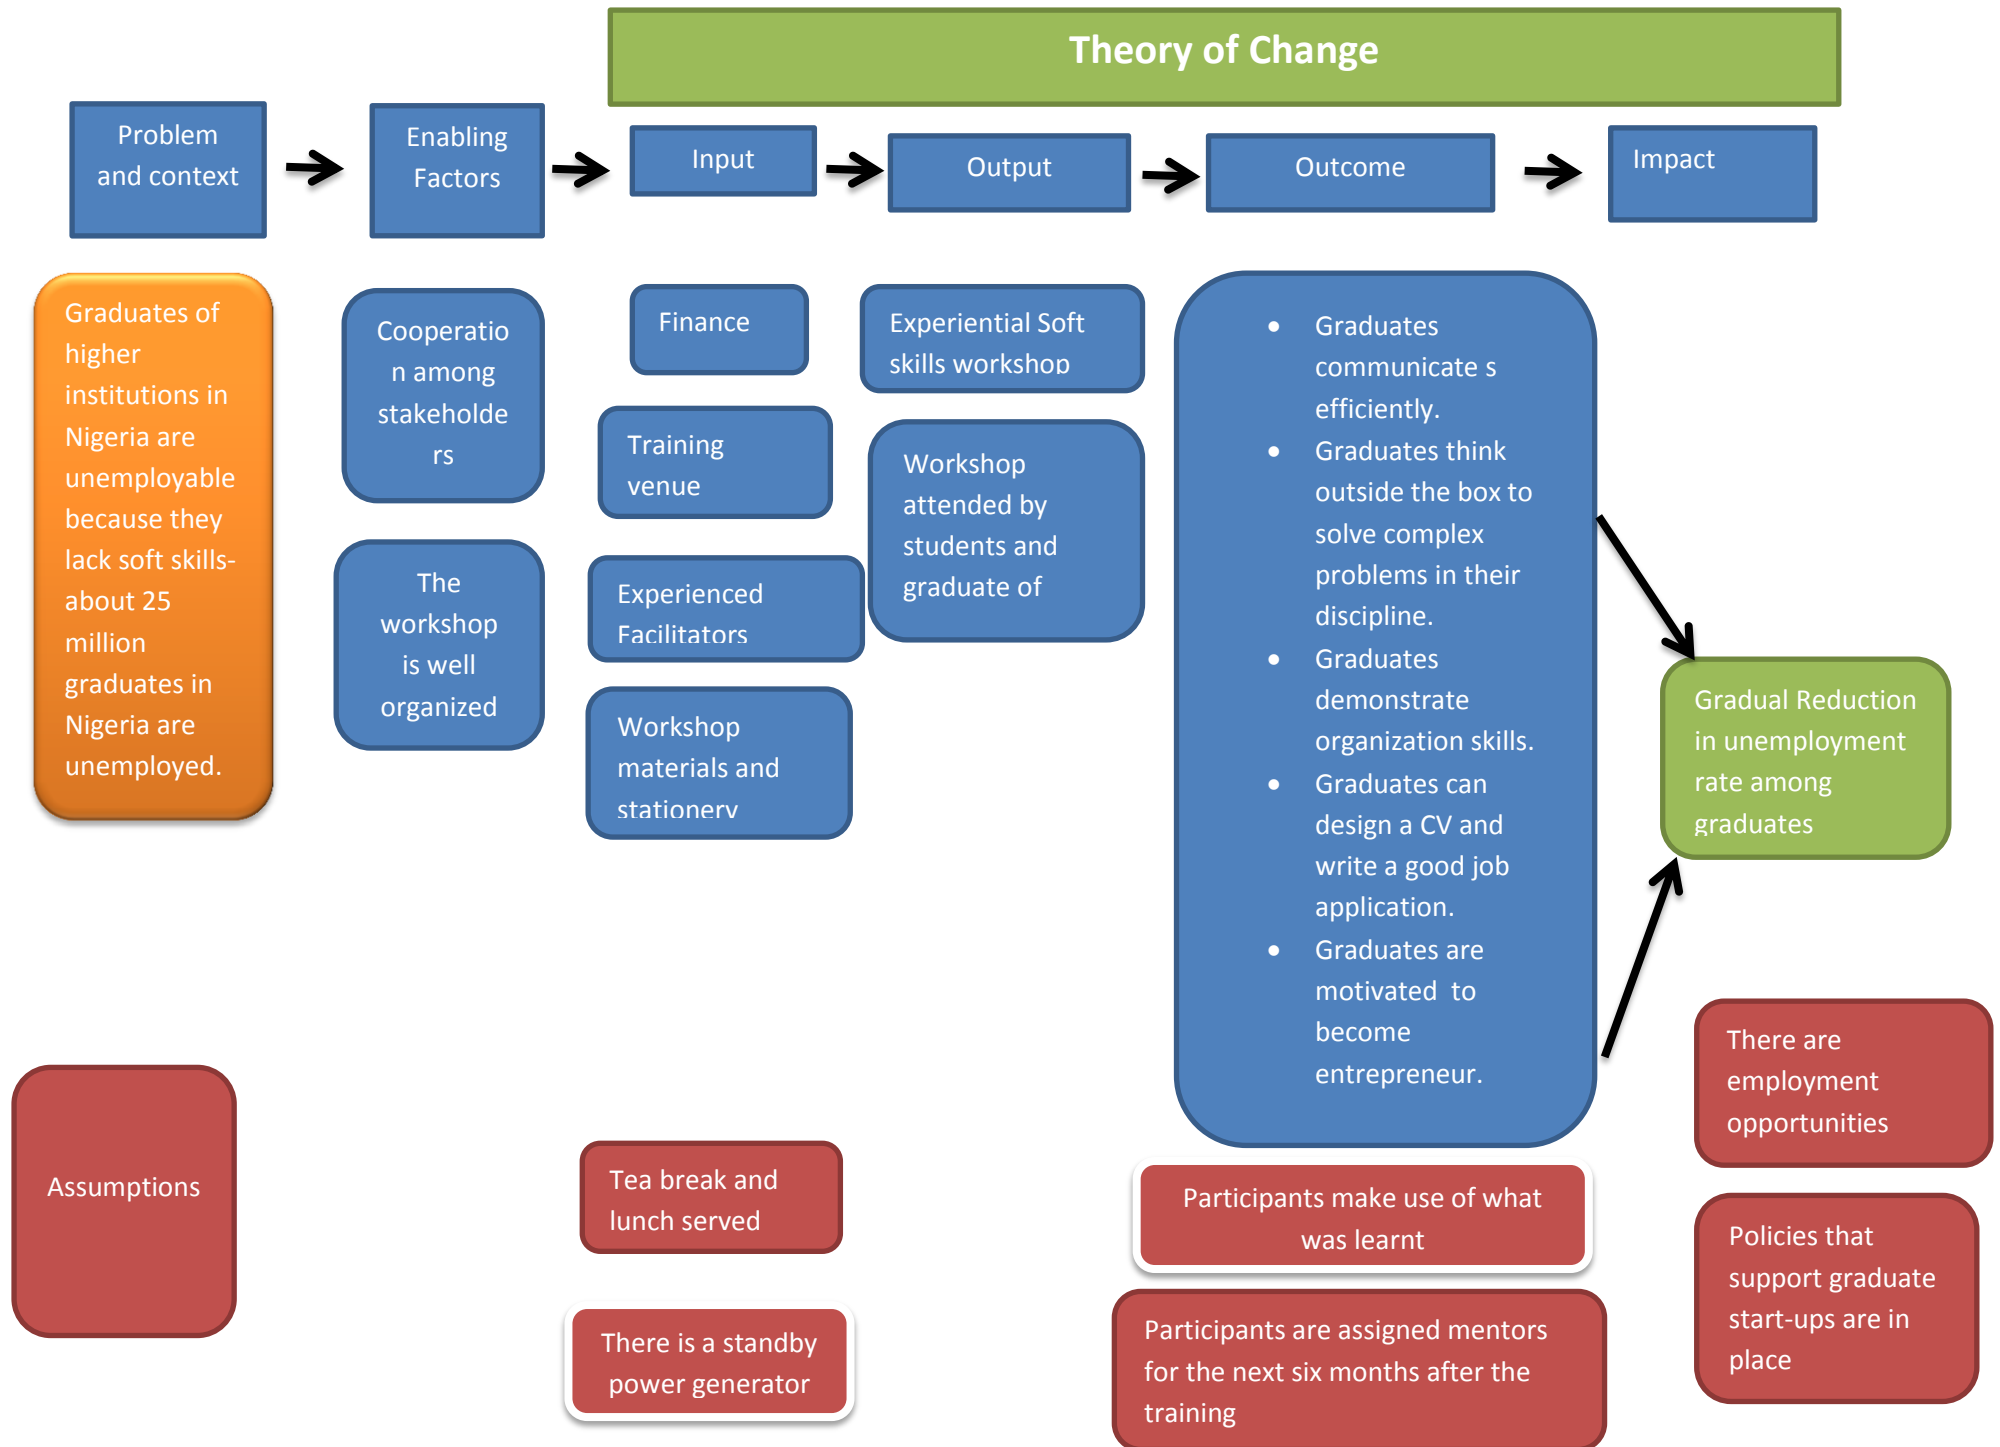 Theory of Change
Problem
and context
Enabling
Factors
Input
Output
Outcome
Impact
Graduates of
higher
institutions in
Nigeria are
unemployable
because they
lack soft skills-
about 25
million
graduates in
Nigeria are
unemployed.
Cooperatio
n among
stakeholde
rs
The
workshop
is well
organized
Finance
Training
venue
Experienced
Facilitators
Workshop
materials and
stationery
Experiential Soft
skills workshop
Workshop
attended by
students and
graduate of
• Graduates
communicate s
efficiently.
• Graduates think
outside the box to
solve complex
problems in their
discipline.
• Graduates
demonstrate
organization skills.
• Graduates can
design a CV and
write a good job
application.
• Graduates are
motivated  to
become
entrepreneur.
Gradual Reduction
in unemployment
rate among
graduates
Assumptions
Tea break and
lunch served
There is a standby
power generator
Participants make use of what
was learnt
Participants are assigned mentors
for the next six months after the
training
There are
employment
opportunities
Policies that
support graduate
start-ups are in
place